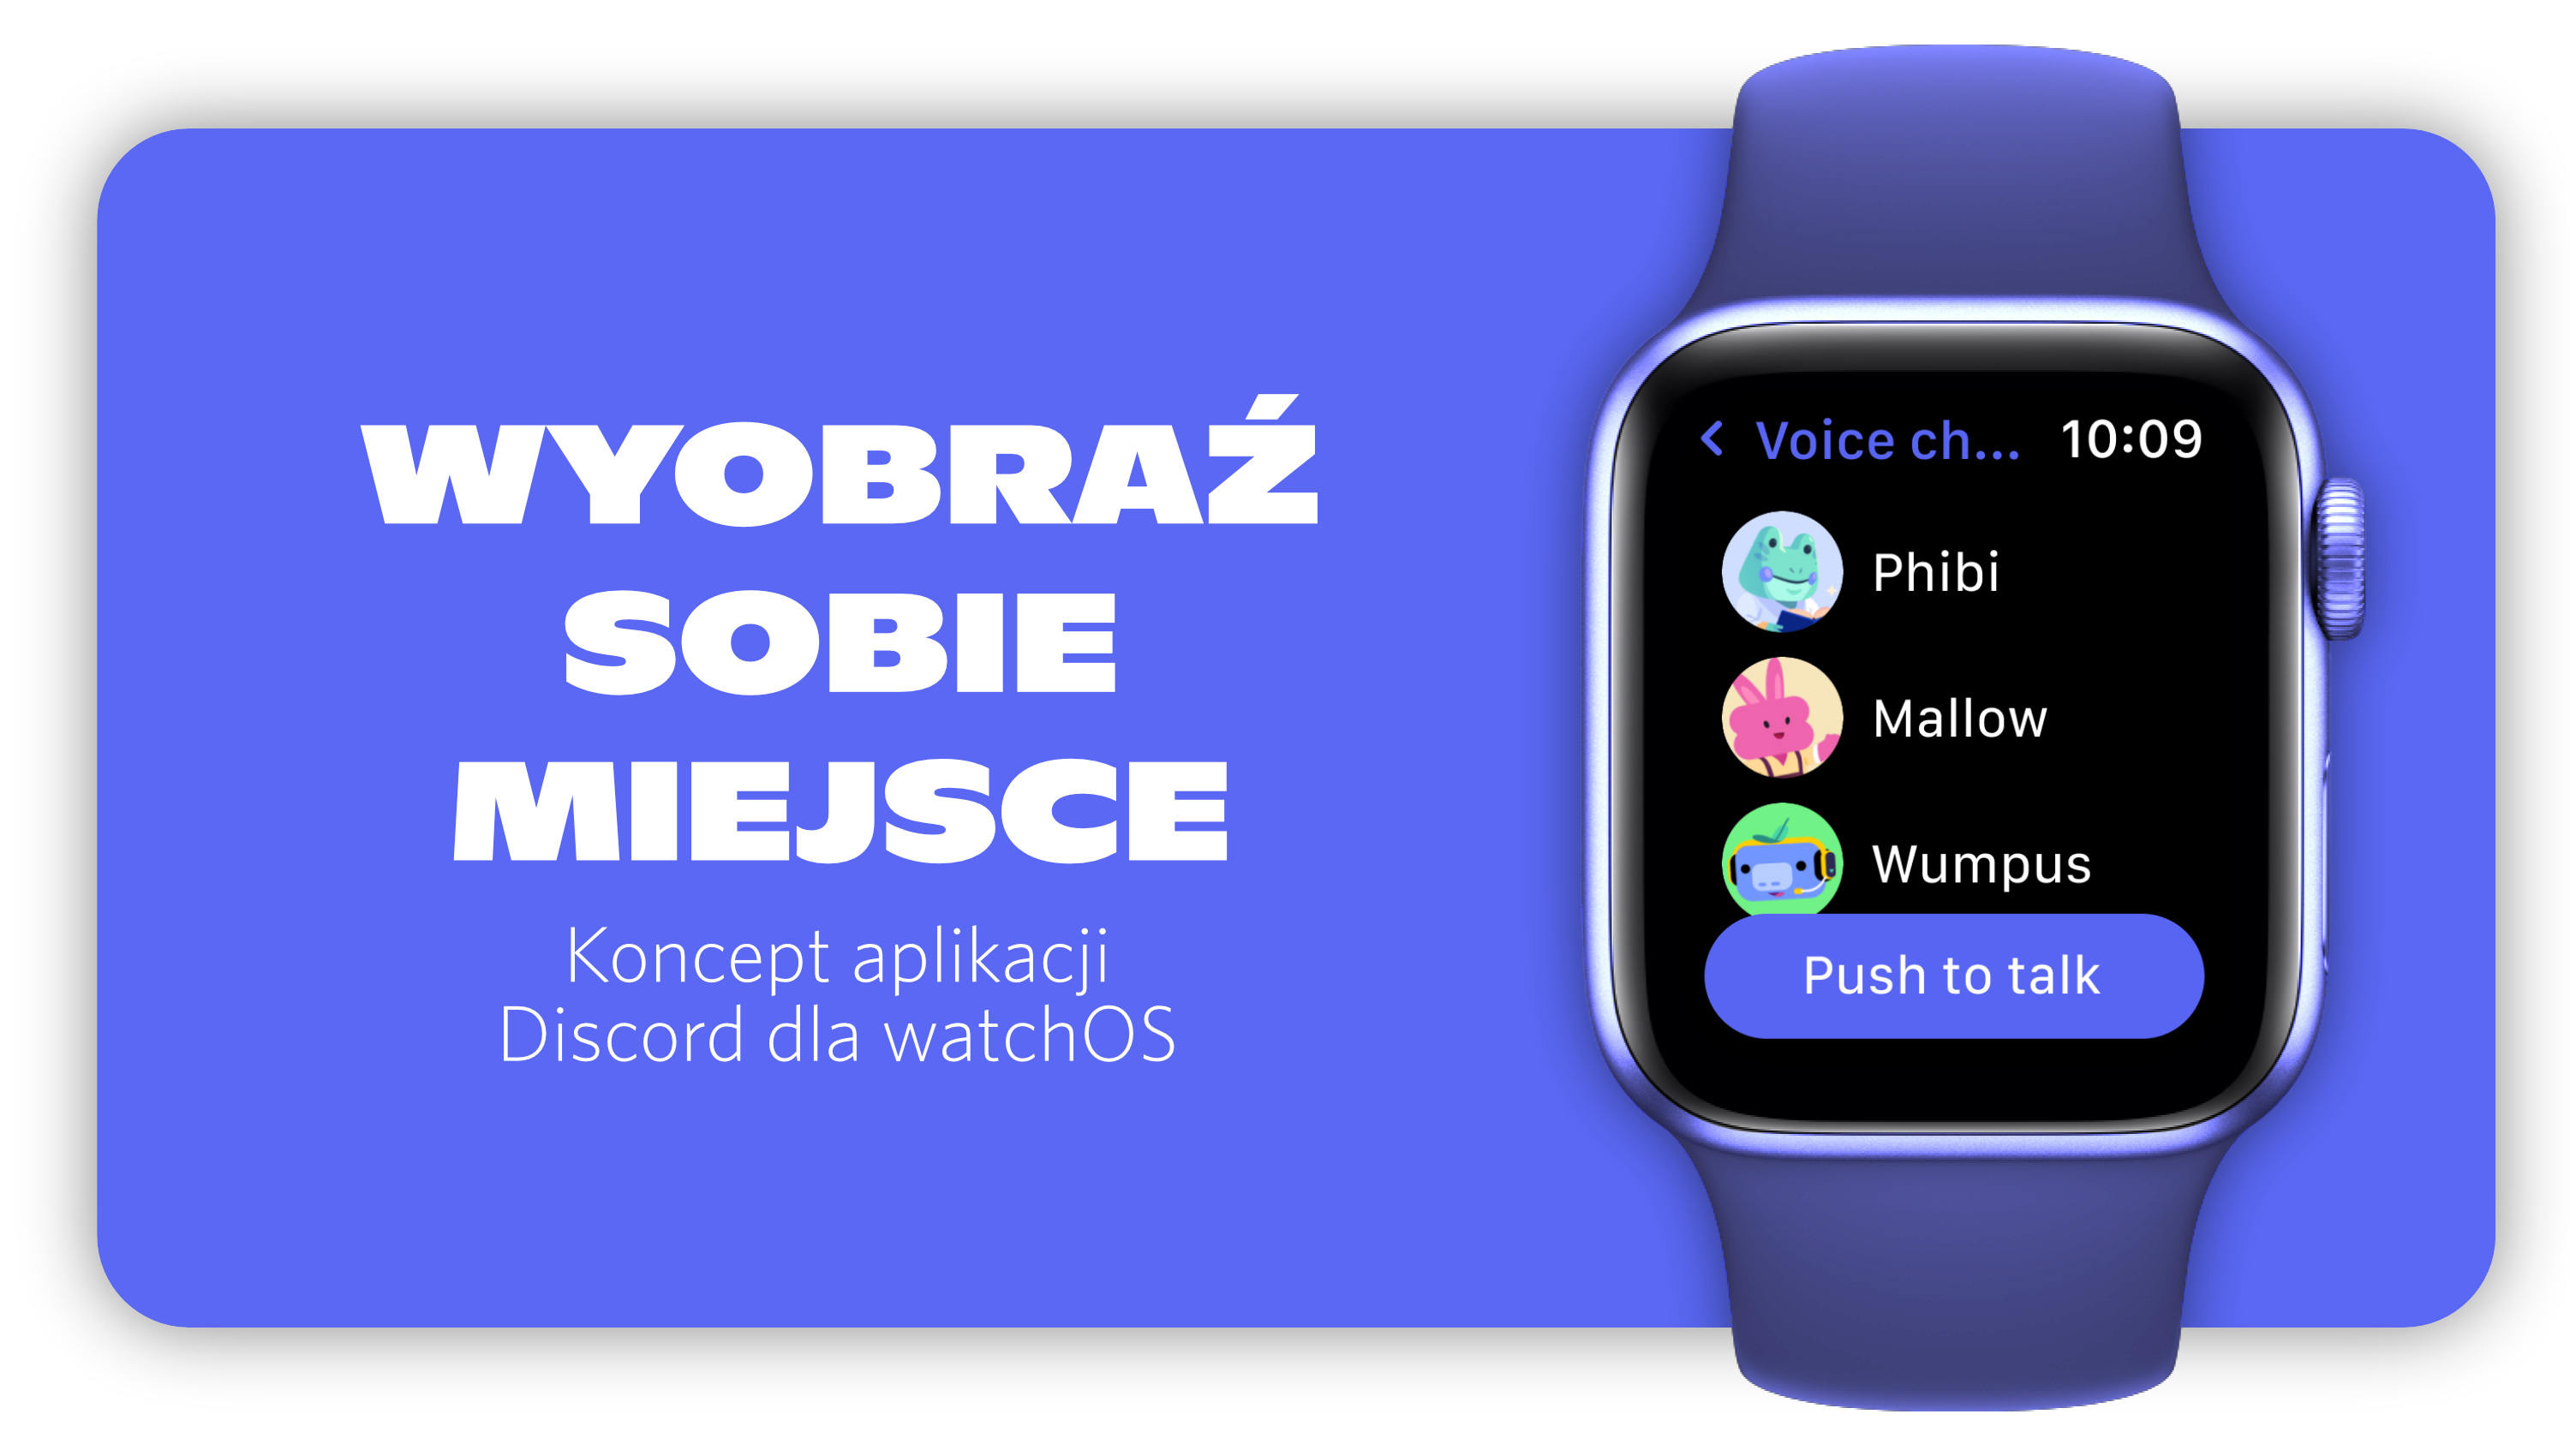 WYOBRAŹ
SOBIE
MIEJSCE
Koncept aplikacji
Discord dla watchOS
Voice ch... 10:09
Phibi
Mallow
Wumpus
Push to talk